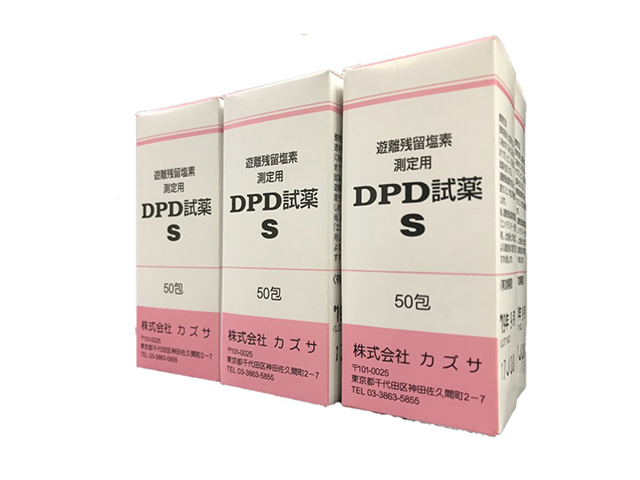 遊離残留塩素
測定用
DPD試薬
S
50包
株式会社 カズサ
〒101-0025
東京都千代田区神田佐久間町2-7
TEL 03-3863-5855
遊離残留塩素
測定用
DPD試薬
S
50包
株式会社 カズサ
〒101-0025
東京都千代田区神田佐久間町2-7
TEL 03-3863-5855
遊離残留塩素
測定用
DPD試薬
S
50包
株式会社 カズサ
〒101-0025
東京都千代田区神田佐久間町2-7
TEL 03-3863-5855